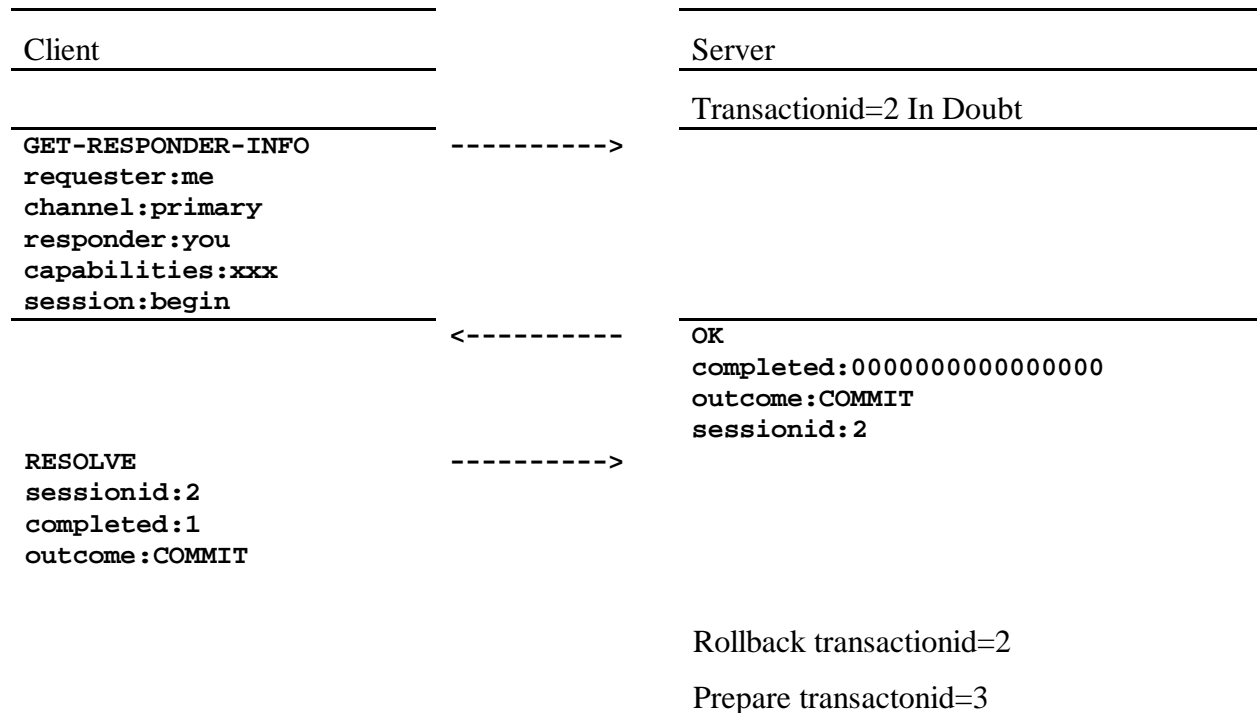 Client Server
Transactionid=2 In Doubt
GET-RESPONDER-INFO ---------->
requester:me
channel:primary
responder:you
capabilities:xxx
session:begin
<---------- OK
completed:0000000000000000
outcome:COMMIT
sessionid:2
RESOLVE ---------->
sessionid:2
completed:1
outcome:COMMIT
Rollback transactionid=2
Prepare transactonid=3